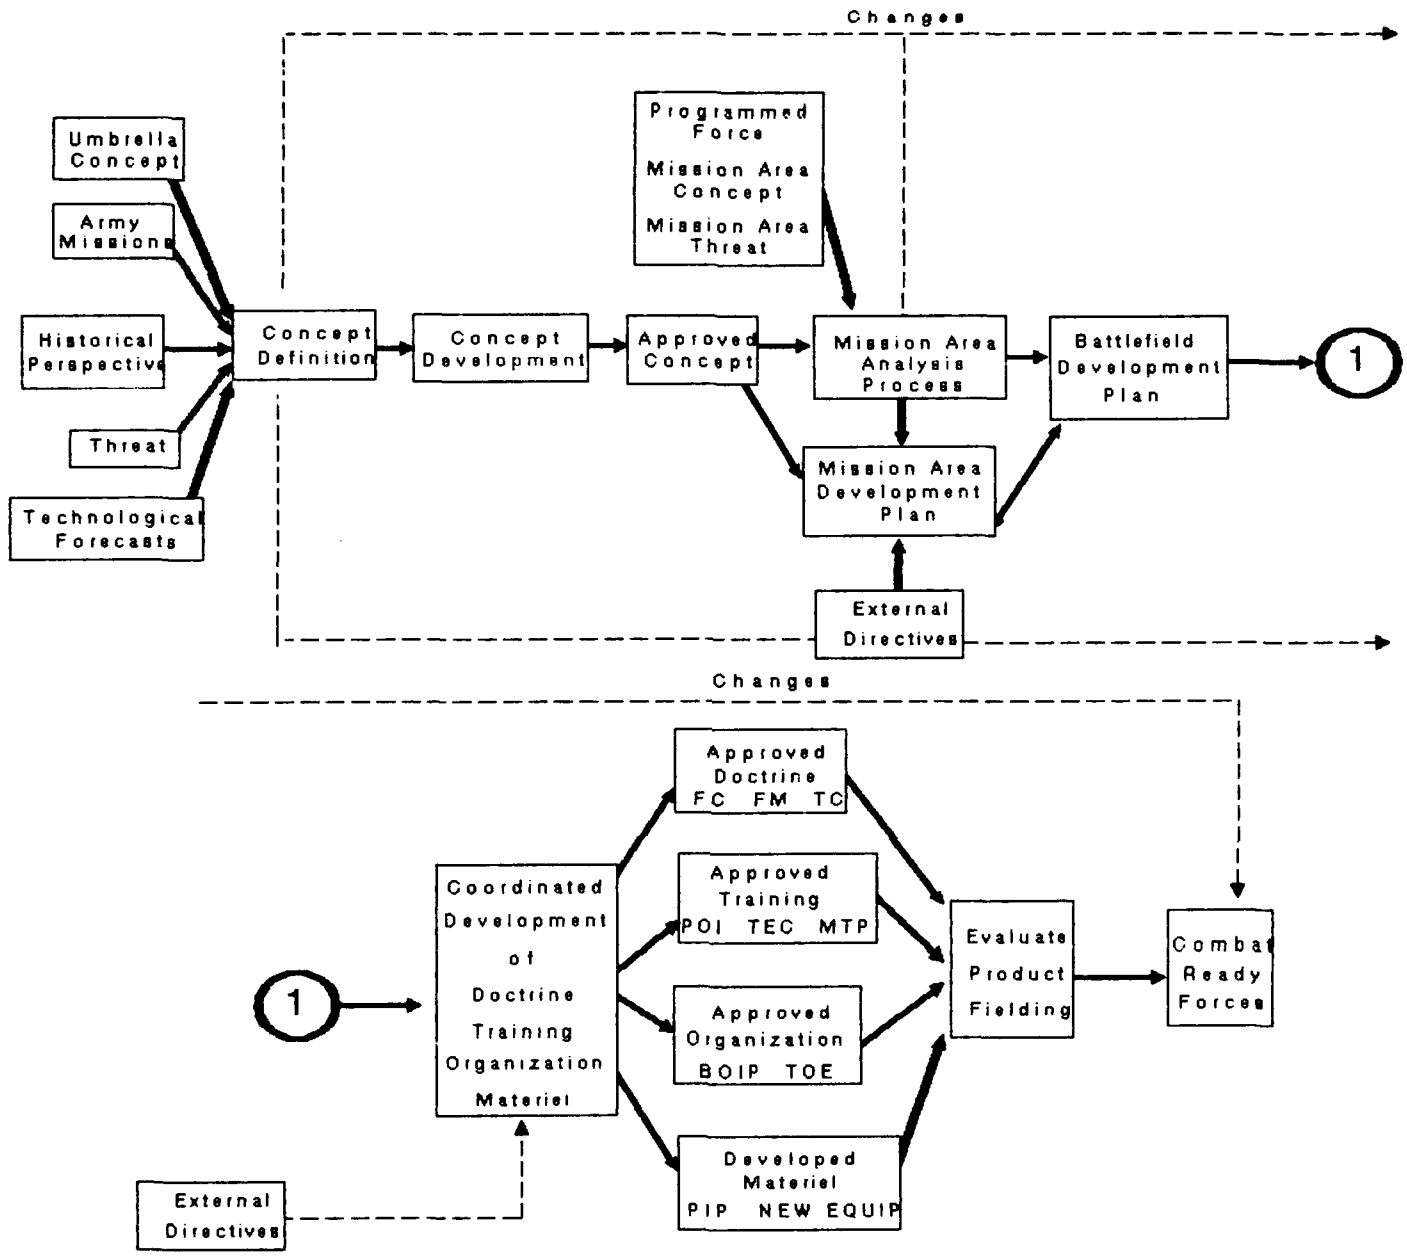 Changes
Programmed
Force
Mission Area
Concept
Mission Area
Threat
Umbrella
Concept
Army
Missions
Historical
Perspective
Threat
Technological
Forecasts
Concept
Definition
Concept
Development
Approved
Concept
Mission Area
Analysis
Process
Battlefield
Development
Plan
1
Mission Area
Development
Plan
External
Directives
Changes
Approved
Doctrine
FC FM TC
Coordinated
Development
of
Doctrine
Training
Organization
Materiel
Approved
Training
POI TEC MTP
1
Approved
Organization
BOIP TOE
Developed
Materiel
PIP NEW EQUIP
Evaluate
Product
Fielding
Combat
Ready
Forces
External
Directives